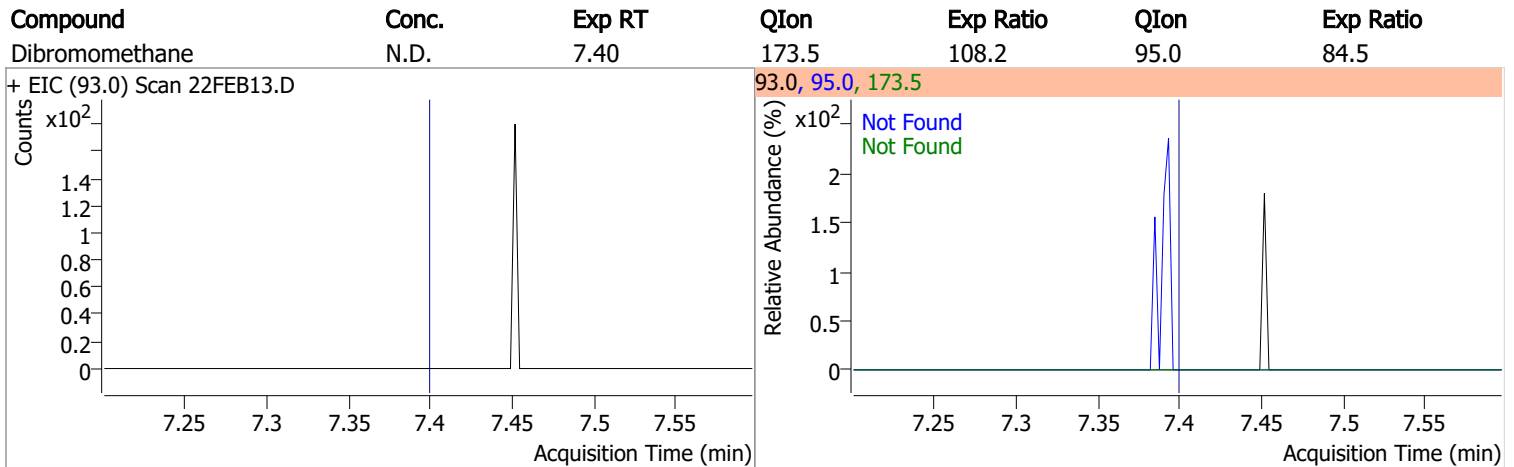 Compound Conc. Exp RT QIon Exp Ratio QIon Exp Ratio
Dibromomethane N.D. 7.40 173.5 108.2 95.0 84.5
+ EIC (93.0) Scan 22FEB13.D
Counts
x10²
1.4
1.2
1
0.8
0.6
0.4
0.2
0
7.25 7.3 7.35 7.4 7.45 7.5 7.55
Acquisition Time (min)
93.0, 95.0, 173.5
Relative Abundance (%)
x10²
Not Found
Not Found
2
1.5
1
0.5
0
7.25 7.3 7.35 7.4 7.45 7.5 7.55
Acquisition Time (min)